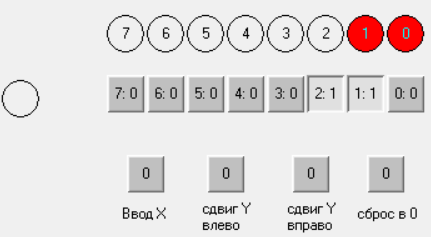 7 6 5 4 3 2 1 0
7: 0 6: 0 5: 0 4: 0 3: 0 2: 1 1: 1 0: 0
0 0 0 0
Ввод X сдвиг Y сдвиг Y сброс в 0
влево вправо